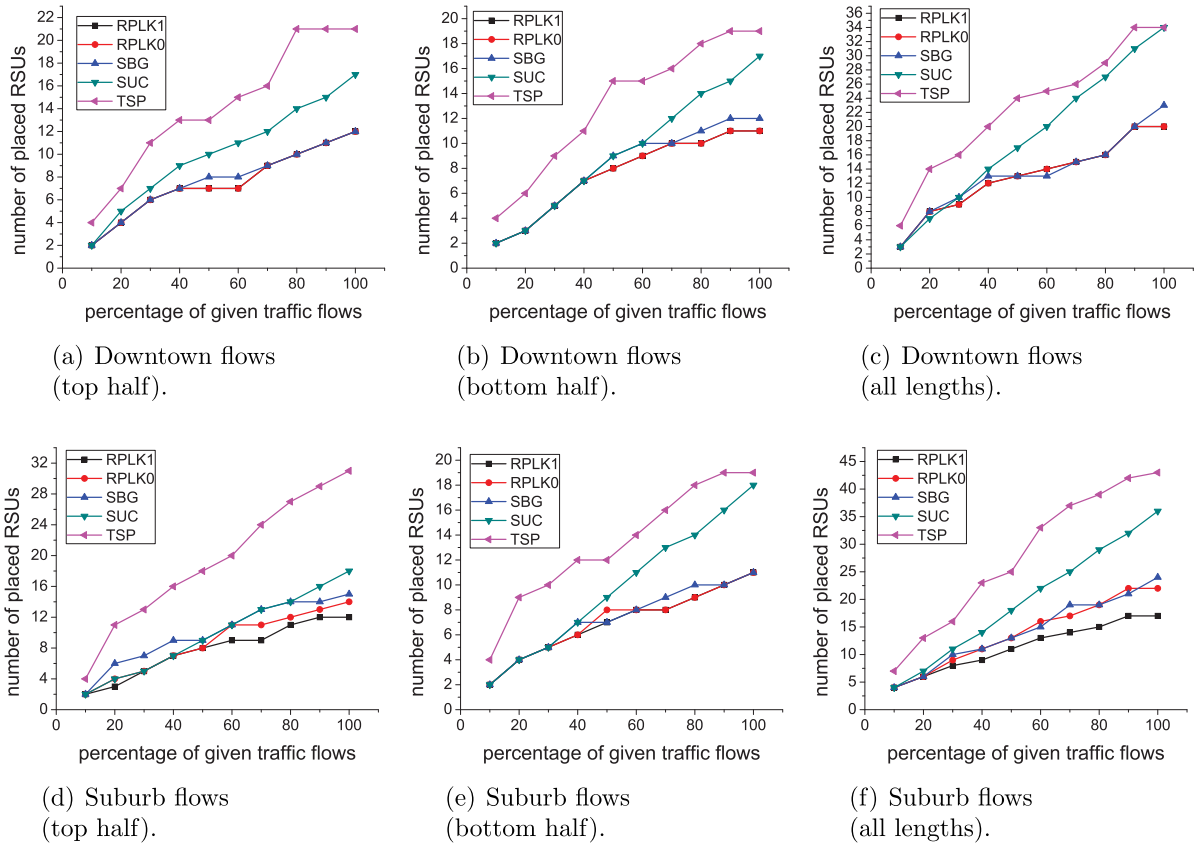 number of placed RSUs
22
20
18
16
14
12
10
8
6
4
2
0
RPLK1
RPLK0
SBG
SUC
TSP
0 20 40 60 80 100
percentage of given traffic flows
(a) Downtown flows
(top half).
number of placed RSUs
20
18
16
14
12
10
8
6
4
2
0
RPLK1
RPLK0
SBG
SUC
TSP
0 20 40 60 80 100
percentage of given traffic flows
(b) Downtown flows
(bottom half).
number of placed RSUs
36
34
32
30
28
26
24
22
20
18
16
14
12
10
8
6
4
2
0
RPLK1
RPLK0
SBG
SUC
TSP
0 20 40 60 80 100
percentage of given traffic flows
(c) Downtown flows
(all lengths).
number of placed RSUs
32
28
24
20
16
12
8
4
0
RPLK1
RPLK0
SBG
SUC
TSP
0 20 40 60 80 100
percentage of given traffic flows
(d) Suburb flows
(top half).
number of placed RSUs
20
18
16
14
12
10
8
6
4
2
0
RPLK1
RPLK0
SBG
SUC
TSP
0 20 40 60 80 100
percentage of given traffic flows
(e) Suburb flows
(bottom half).
number of placed RSUs
45
40
35
30
25
20
15
10
5
0
RPLK1
RPLK0
SBG
SUC
TSP
0 20 40 60 80 100
percentage of given traffic flows
(f) Suburb flows
(all lengths).